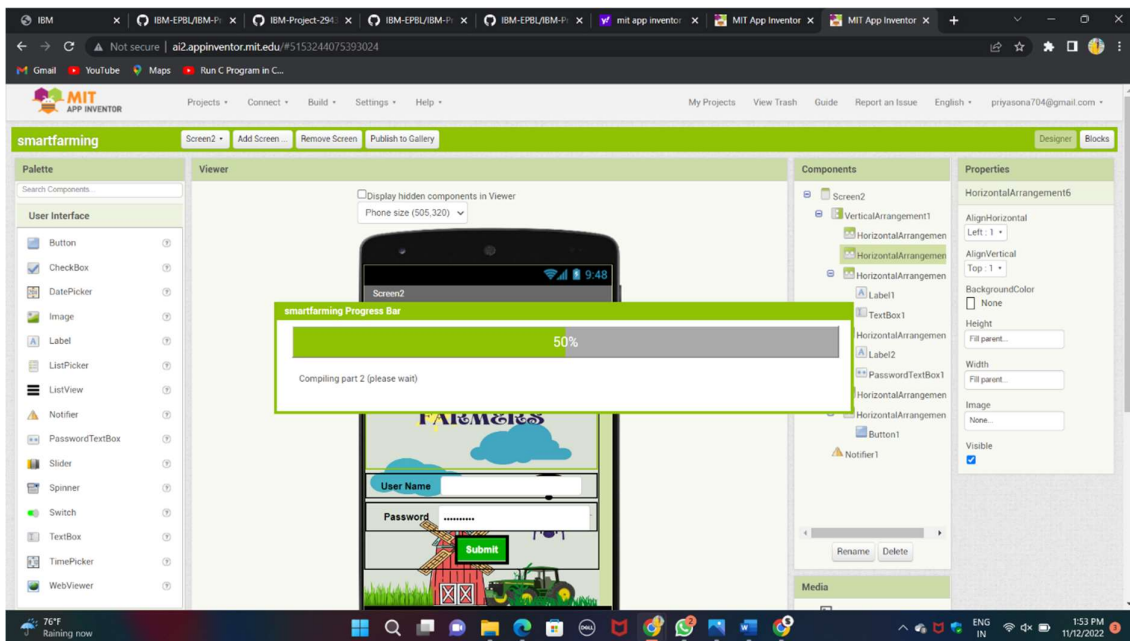 IBM
IBM-EPBL/IBM-Pr
IBM-Project-294
IBM-EPBL/IBM-Pr
IBM-EPBL/IBM-Pr
mit app inventor
MIT App Inventor
MIT App Inventor
Not secure | ai2.appinventor.mit.edu/#5153244075393024
Gmail YouTube Maps Run C Program in C...
MIT
APP INVENTOR
Projects Connect Build Settings Help
My Projects View Trash Guide Report an Issue English priyasona704@gmail.com
smartfarming
Screen2 Add Screen ... Remove Screen Publish to Gallery
Designer Blocks
Palette
Search Components...
User Interface
Button
CheckBox
DatePicker
Image
Label
ListPicker
ListView
Notifier
PasswordTextBox
Slider
Spinner
Switch
TextBox
TimePicker
WebViewer
Viewer
Display hidden components in Viewer
Phone size (505,320)
9:48
Screen2
smartfarming Progress Bar
50%
Compiling part 2 (please wait)
FARMERS
User Name
Password
Submit
Components
Screen2
VerticalArrangement1
HorizontalArrangemen
HorizontalArrangemen
HorizontalArrangemen
Label1
TextBox1
HorizontalArrangemen
Label2
PasswordTextBox1
HorizontalArrangemen
HorizontalArrangemen
Button1
Notifier1
Rename Delete
Media
Properties
HorizontalArrangement6
AlignHorizontal
Left : 1
AlignVertical
Top : 1
BackgroundColor
None
Height
Fill parent...
Width
Fill parent...
Image
None...
Visible
76°F
Raining now
ENG
IN
1:53 PM
11/12/2022